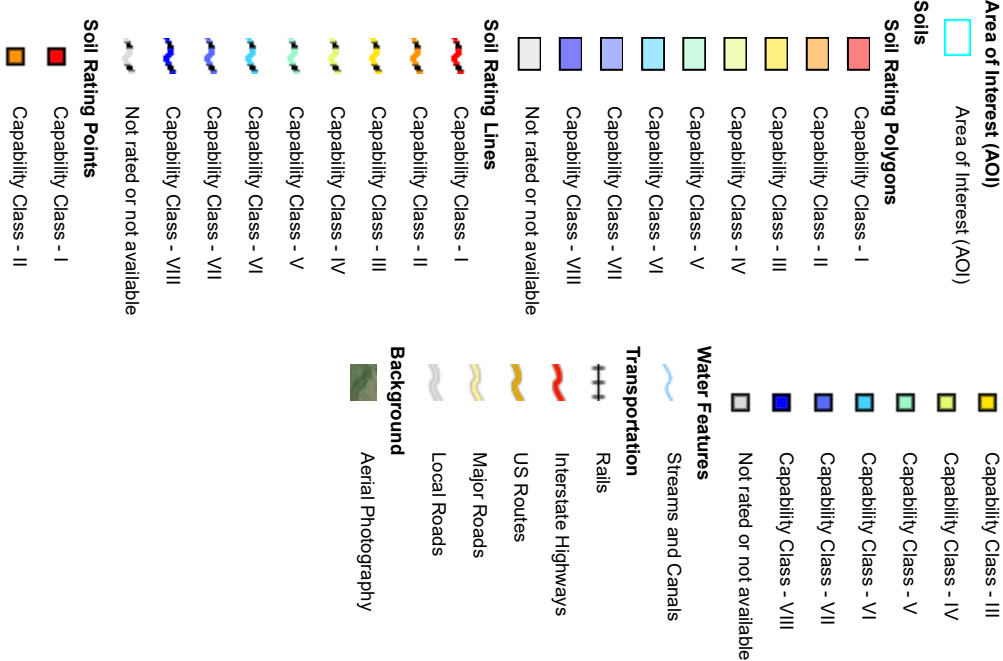 Area of Interest (AOI)
Area of Interest (AOI)
Soils
Soil Rating Polygons
Capability Class - I
Capability Class - II
Capability Class - III
Capability Class - IV
Capability Class - V
Capability Class - VI
Capability Class - VII
Capability Class - VIII
Not rated or not available
Soil Rating Lines
Capability Class - I
Capability Class - II
Capability Class - III
Capability Class - IV
Capability Class - V
Capability Class - VI
Capability Class - VII
Capability Class - VIII
Not rated or not available
Soil Rating Points
Capability Class - I
Capability Class - II
Capability Class - III
Capability Class - IV
Capability Class - V
Capability Class - VI
Capability Class - VII
Capability Class - VIII
Not rated or not available
Water Features
Streams and Canals
Transportation
Rails
Interstate Highways
US Routes
Major Roads
Local Roads
Background
Aerial Photography